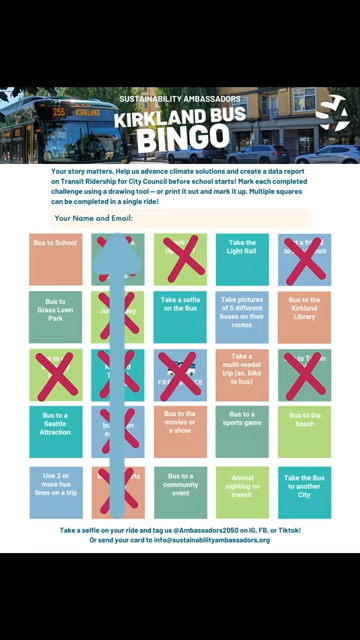 255 KIRKLAND
SUSTAINABILITY AMBASSADORS
KIRKLAND BUS
BINGO
SA
Your story matters. Help us advance climate solutions and create a data report
on Transit Ridership for City Council before school starts! Mark each completed
challenge using a drawing tool – or print it out and mark it up. Multiple squares
can be completed in a single ride!
Your Name and Email:
Bus to School
Take the
Light Rail
Bus to
Grass Lawn
Park
Take a selfie
on the Bus
Take pictures
of 5 different
buses on their
routes
Bus to the
Kirkland
Library
Take a
multi-modal
trip (ex. bike
to bus)
Bus to a
Seattle
Attraction
Bus to the
movies or
a show
Bus to a
sports game
Bus to the
beach
Use 2 or
more bus
lines on a trip
Bus to a
community
event
Animal
sighting on
transit
Take the Bus
to another
City
Take a selfie on your ride and tag us @Ambassadors2050 on IG, FB, or Tiktok!
Or send your card to info@sustainabilityambassadors.org